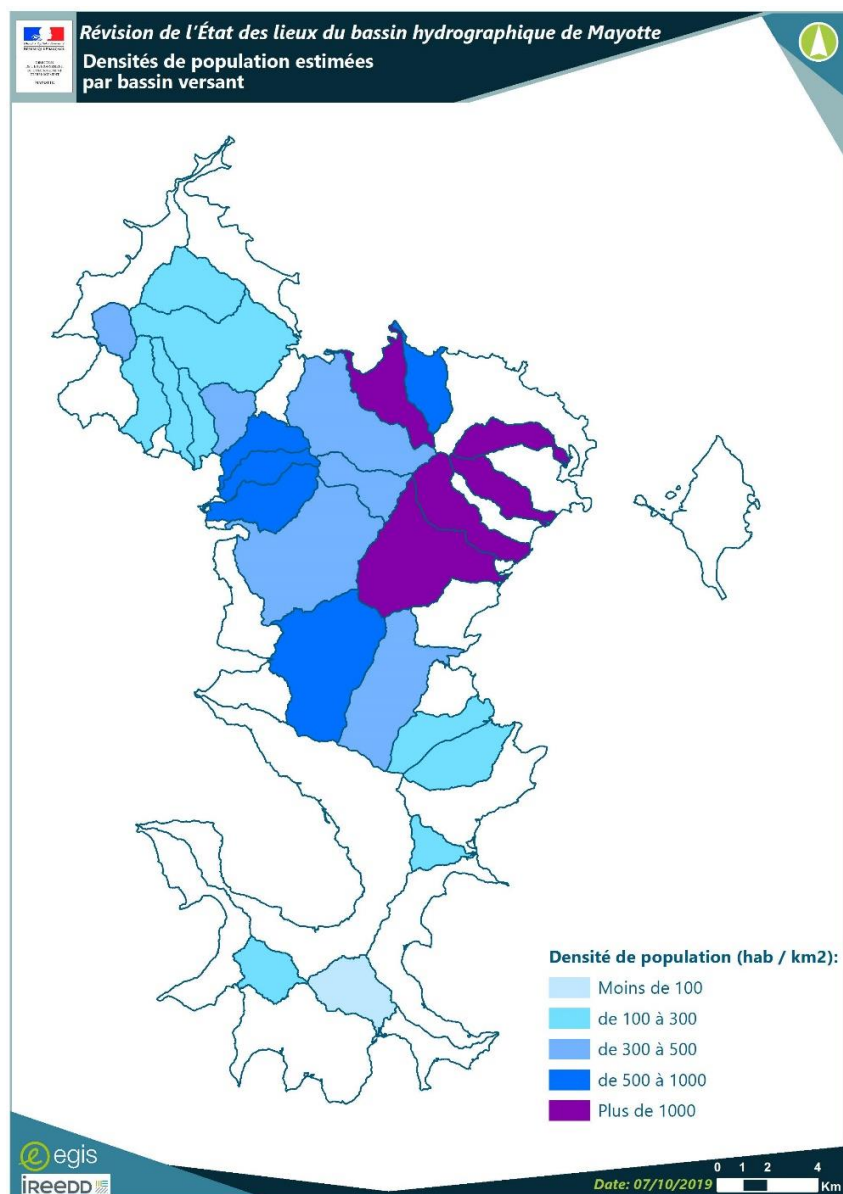 Révision de l'État des lieux du bassin hydrographique de Mayotte
Densités de population estimées
par bassin versant
Densité de population (hab / km2):
Moins de 100
de 100 à 300
de 300 à 500
de 500 à 1000
Plus de 1000
egis
iReeDD
Date: 07/10/2019
0 1 2 4
Km